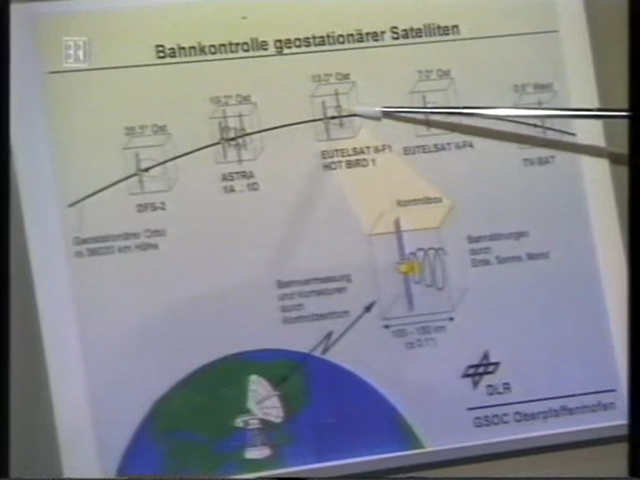 BR
Bahnkontrolle geostationärer Satelliten
28,5° Ost
19,2° Ost
13,0° Ost
7,0° Ost
0,6° West
DFS-2
ASTRA
1A ... 1D
EUTELSAT II-F1
HOT BIRD 1
EUTELSAT II-F4
TV-SAT
Geostationärer Orbit
in 36000 km Höhe
Kontrollbox
Bahnstörungen
durch
Erde, Sonne, Mond
Bahnvermessung
und Korrekturen
durch
Kontrollzentrum
100 - 150 km
(± 0.1°)
DLR
GSOC Oberpfaffenhofen